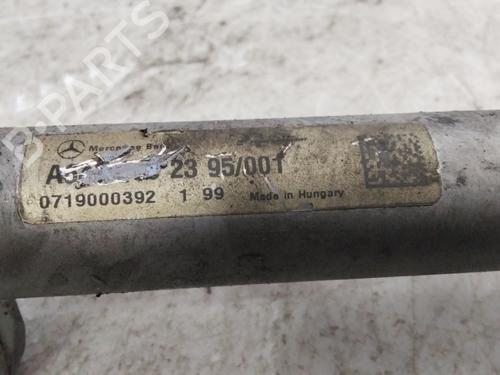 Mercedes Benz
23 95/001
0719000392 1 99 Made in Hungary
B-PARTS